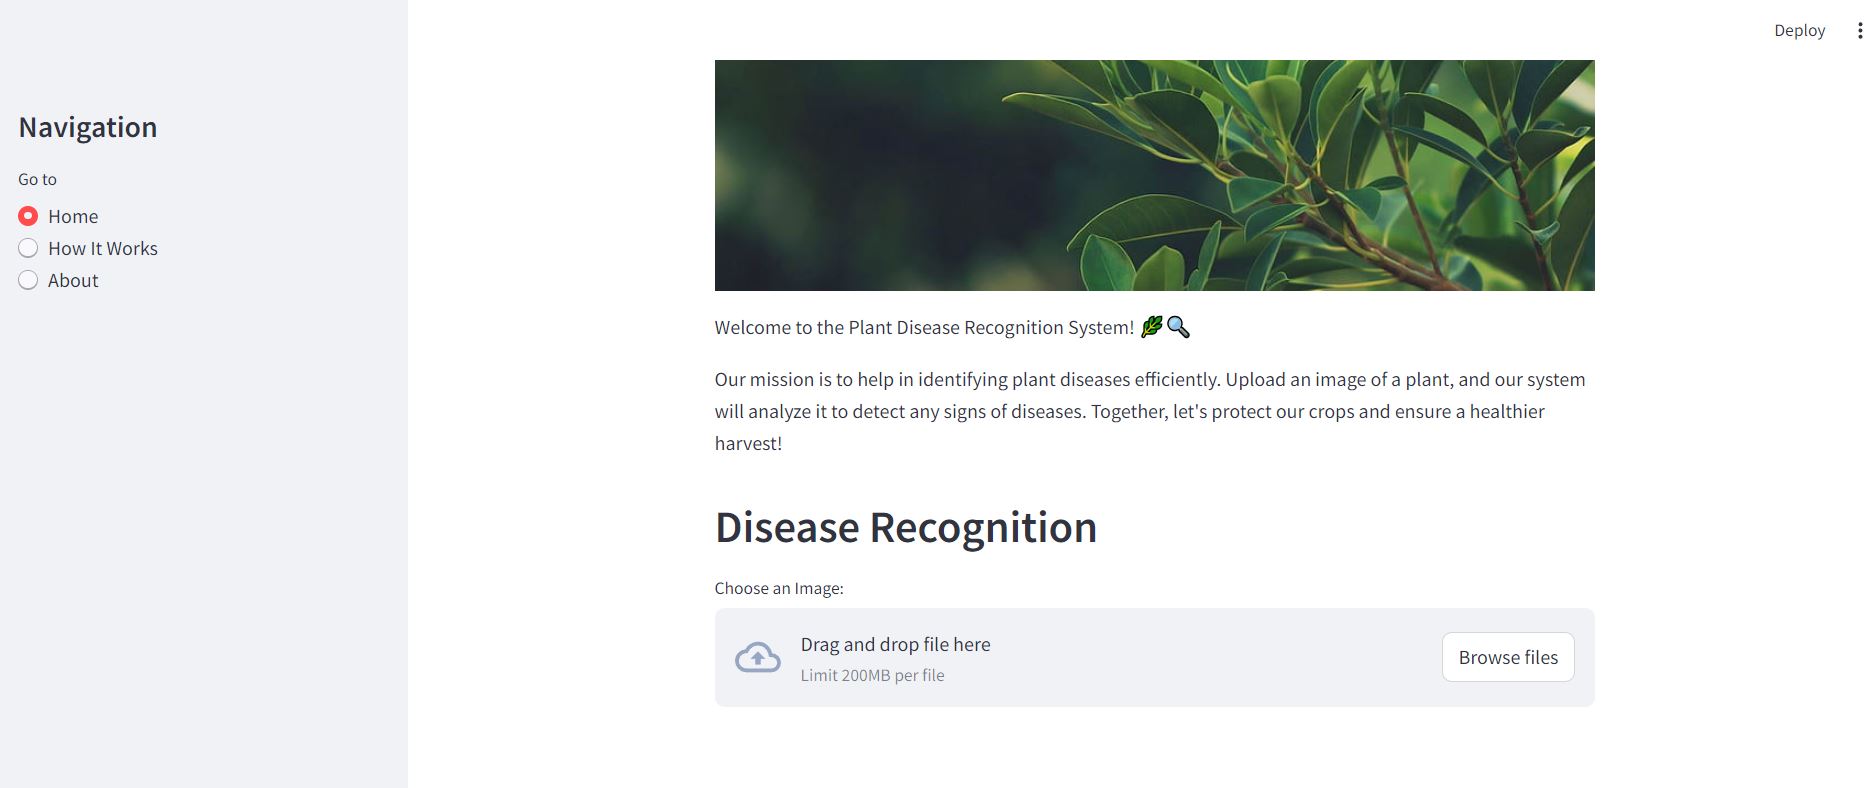 Deploy
Navigation
Go to
Home
How It Works
About
Welcome to the Plant Disease Recognition System! 🌿🔍
Our mission is to help in identifying plant diseases efficiently. Upload an image of a plant, and our system
will analyze it to detect any signs of diseases. Together, let's protect our crops and ensure a healthier
harvest!
Disease Recognition
Choose an Image:
Drag and drop file here
Limit 200MB per file
Browse files